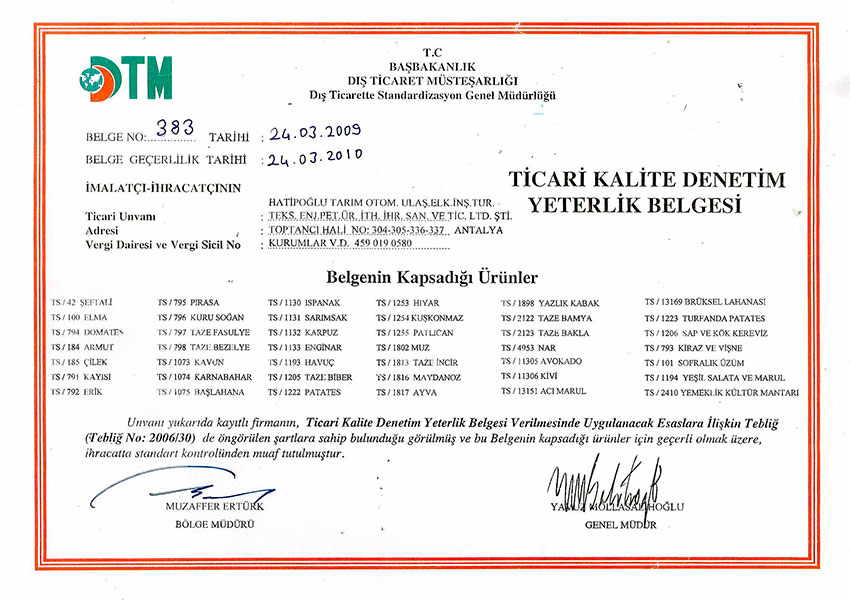 DTM
T.C
BAŞBAKANLIK
DIŞ TİCARET MÜSTEŞARLIĞI
Dış Ticarette Standardizasyon Genel Müdürlüğü
BELGE NO:..383 TARİHİ : 24.03.2009
BELGE GEÇERLİLİK TARİHİ : 24.03.2010
TİCARİ KALİTE DENETİM
YETERLİK BELGESİ
İMALATÇI-İHRACATÇININ
HATİPOĞLU TARIM OTOM. ULAŞ.ELK.İNŞ.TUR.
Ticari Unvanı : TEKS. ENJ.PET.ÜR. İTH. İHR. SAN. VE TİC. LTD. ŞTİ.
Adresi : TOPTANCI HALİ NO: 304-305-336-337 ANTALYA
Vergi Dairesi ve Vergi Sicil No : KURUMLAR V.D. 459 019 0580
Belgenin Kapsadığı Ürünler
TS / 42 ŞEFTALİ
TS / 100 ELMA
TS / 794 DOMATES
TS / 184 ARMUT
TS / 185 ÇİLEK
TS / 791 KAYISI
TS / 792 ERİK
TS / 795 PIRASA
TS / 796 KURU SOĞAN
TS / 797 TAZE FASULYE
TS / 798 TAZE BEZELYE
TS / 1073 KAVUN
TS / 1074 KARNABAHAR
TS / 1075 BAŞLAHANA
TS / 1130 ISPANAK
TS / 1131 SARIMSAK
TS / 1132 KARPUZ
TS / 1133 ENGİNAR
TS / 1193 HAVUÇ
TS / 1205 TAZE BİBER
TS / 1222 PATATES
TS / 1253 HIYAR
TS / 1254 KUŞKONMAZ
TS / 1255 PATLICAN
TS / 1802 MUZ
TS / 1813 TAZE İNCİR
TS / 1816 MAYDANOZ
TS / 1817 AYVA
TS / 1898 YAZLIK KABAK
TS / 2122 TAZE BAMYA
TS / 2123 TAZE BAKLA
TS / 4953 NAR
TS / 11305 AVOKADO
TS / 11306 KİVİ
TS / 13151 ACI MARUL
TS / 13169 BRÜKSEL LAHANASI
TS / 1223 TURFANDA PATATES
TS / 1206 SAP VE KÖK KEREVİZ
TS / 793 KİRAZ VE VİŞNE
TS / 101 SOFRALIK ÜZÜM
TS / 1194 YEŞİL SALATA VE MARUL
TS / 2410 YEMEKLİK KÜLTÜR MANTARI
Unvanı yukarıda kayıtlı firmanın, Ticari Kalite Denetim Yeterlik Belgesi Verilmesinde Uygulanacak Esaslara İlişkin Tebliğ
(Tebliğ No: 2006/30) de öngörülen şartlara sahip bulunduğu görülmüş ve bu Belgenin kapsadığı ürünler için geçerli olmak üzere,
ihracatta standart kontrolünden muaf tutulmuştur.
MUZAFFER ERTÜRK
BÖLGE MÜDÜRÜ
YAVUZ MOLLASALİHOĞLU
GENEL MÜDÜR